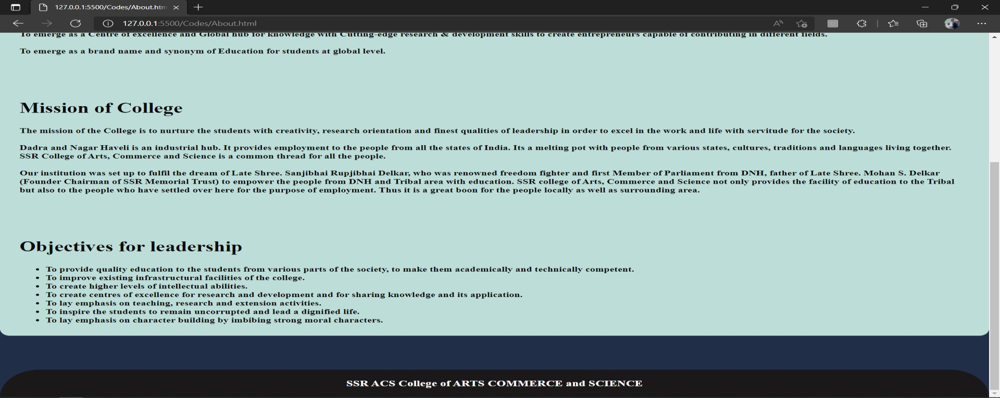 127.0.0.1:5500/Codes/About.htm
127.0.0.1:5500/Codes/About.html
To emerge as a Centre of excellence and Global hub for knowledge with Cutting-edge research & development skills to create entrepreneurs capable of contributing in different fields.
To emerge as a brand name and synonym of Education for students at global level.
Mission of College
The mission of the College is to nurture the students with creativity, research orientation and finest qualities of leadership in order to excel in the work and life with servitude for the society.
Dadra and Nagar Haveli is an industrial hub. It provides employment to the people from all the states of India. Its a melting pot with people from various states, cultures, traditions and languages living together.
SSR College of Arts, Commerce and Science is a common thread for all the people.
Our institution was set up to fulfil the dream of Late Shree. Sanjibhai Rupjibhai Delkar, who was renowned freedom fighter and first Member of Parliament from DNH, father of Late Shree. Mohan S. Delkar
(Founder Chairman of SSR Memorial Trust) to empower the people from DNH and Tribal area with education. SSR college of Arts, Commerce and Science not only provides the facility of education to the Tribal
but also to the people who have settled over here for the purpose of employment. Thus it is a great boon for the people locally as well as surrounding area.
Objectives for leadership
• To provide quality education to the students from various parts of the society, to make them academically and technically competent.
• To improve existing infrastructural facilities of the college.
• To create higher levels of intellectual abilities.
• To create centres of excellence for research and development and for sharing knowledge and its application.
• To lay emphasis on teaching, research and extension activities.
• To inspire the students to remain uncorrupted and lead a dignified life.
• To lay emphasis on character building by imbibing strong moral characters.
SSR ACS College of ARTS COMMERCE and SCIENCE